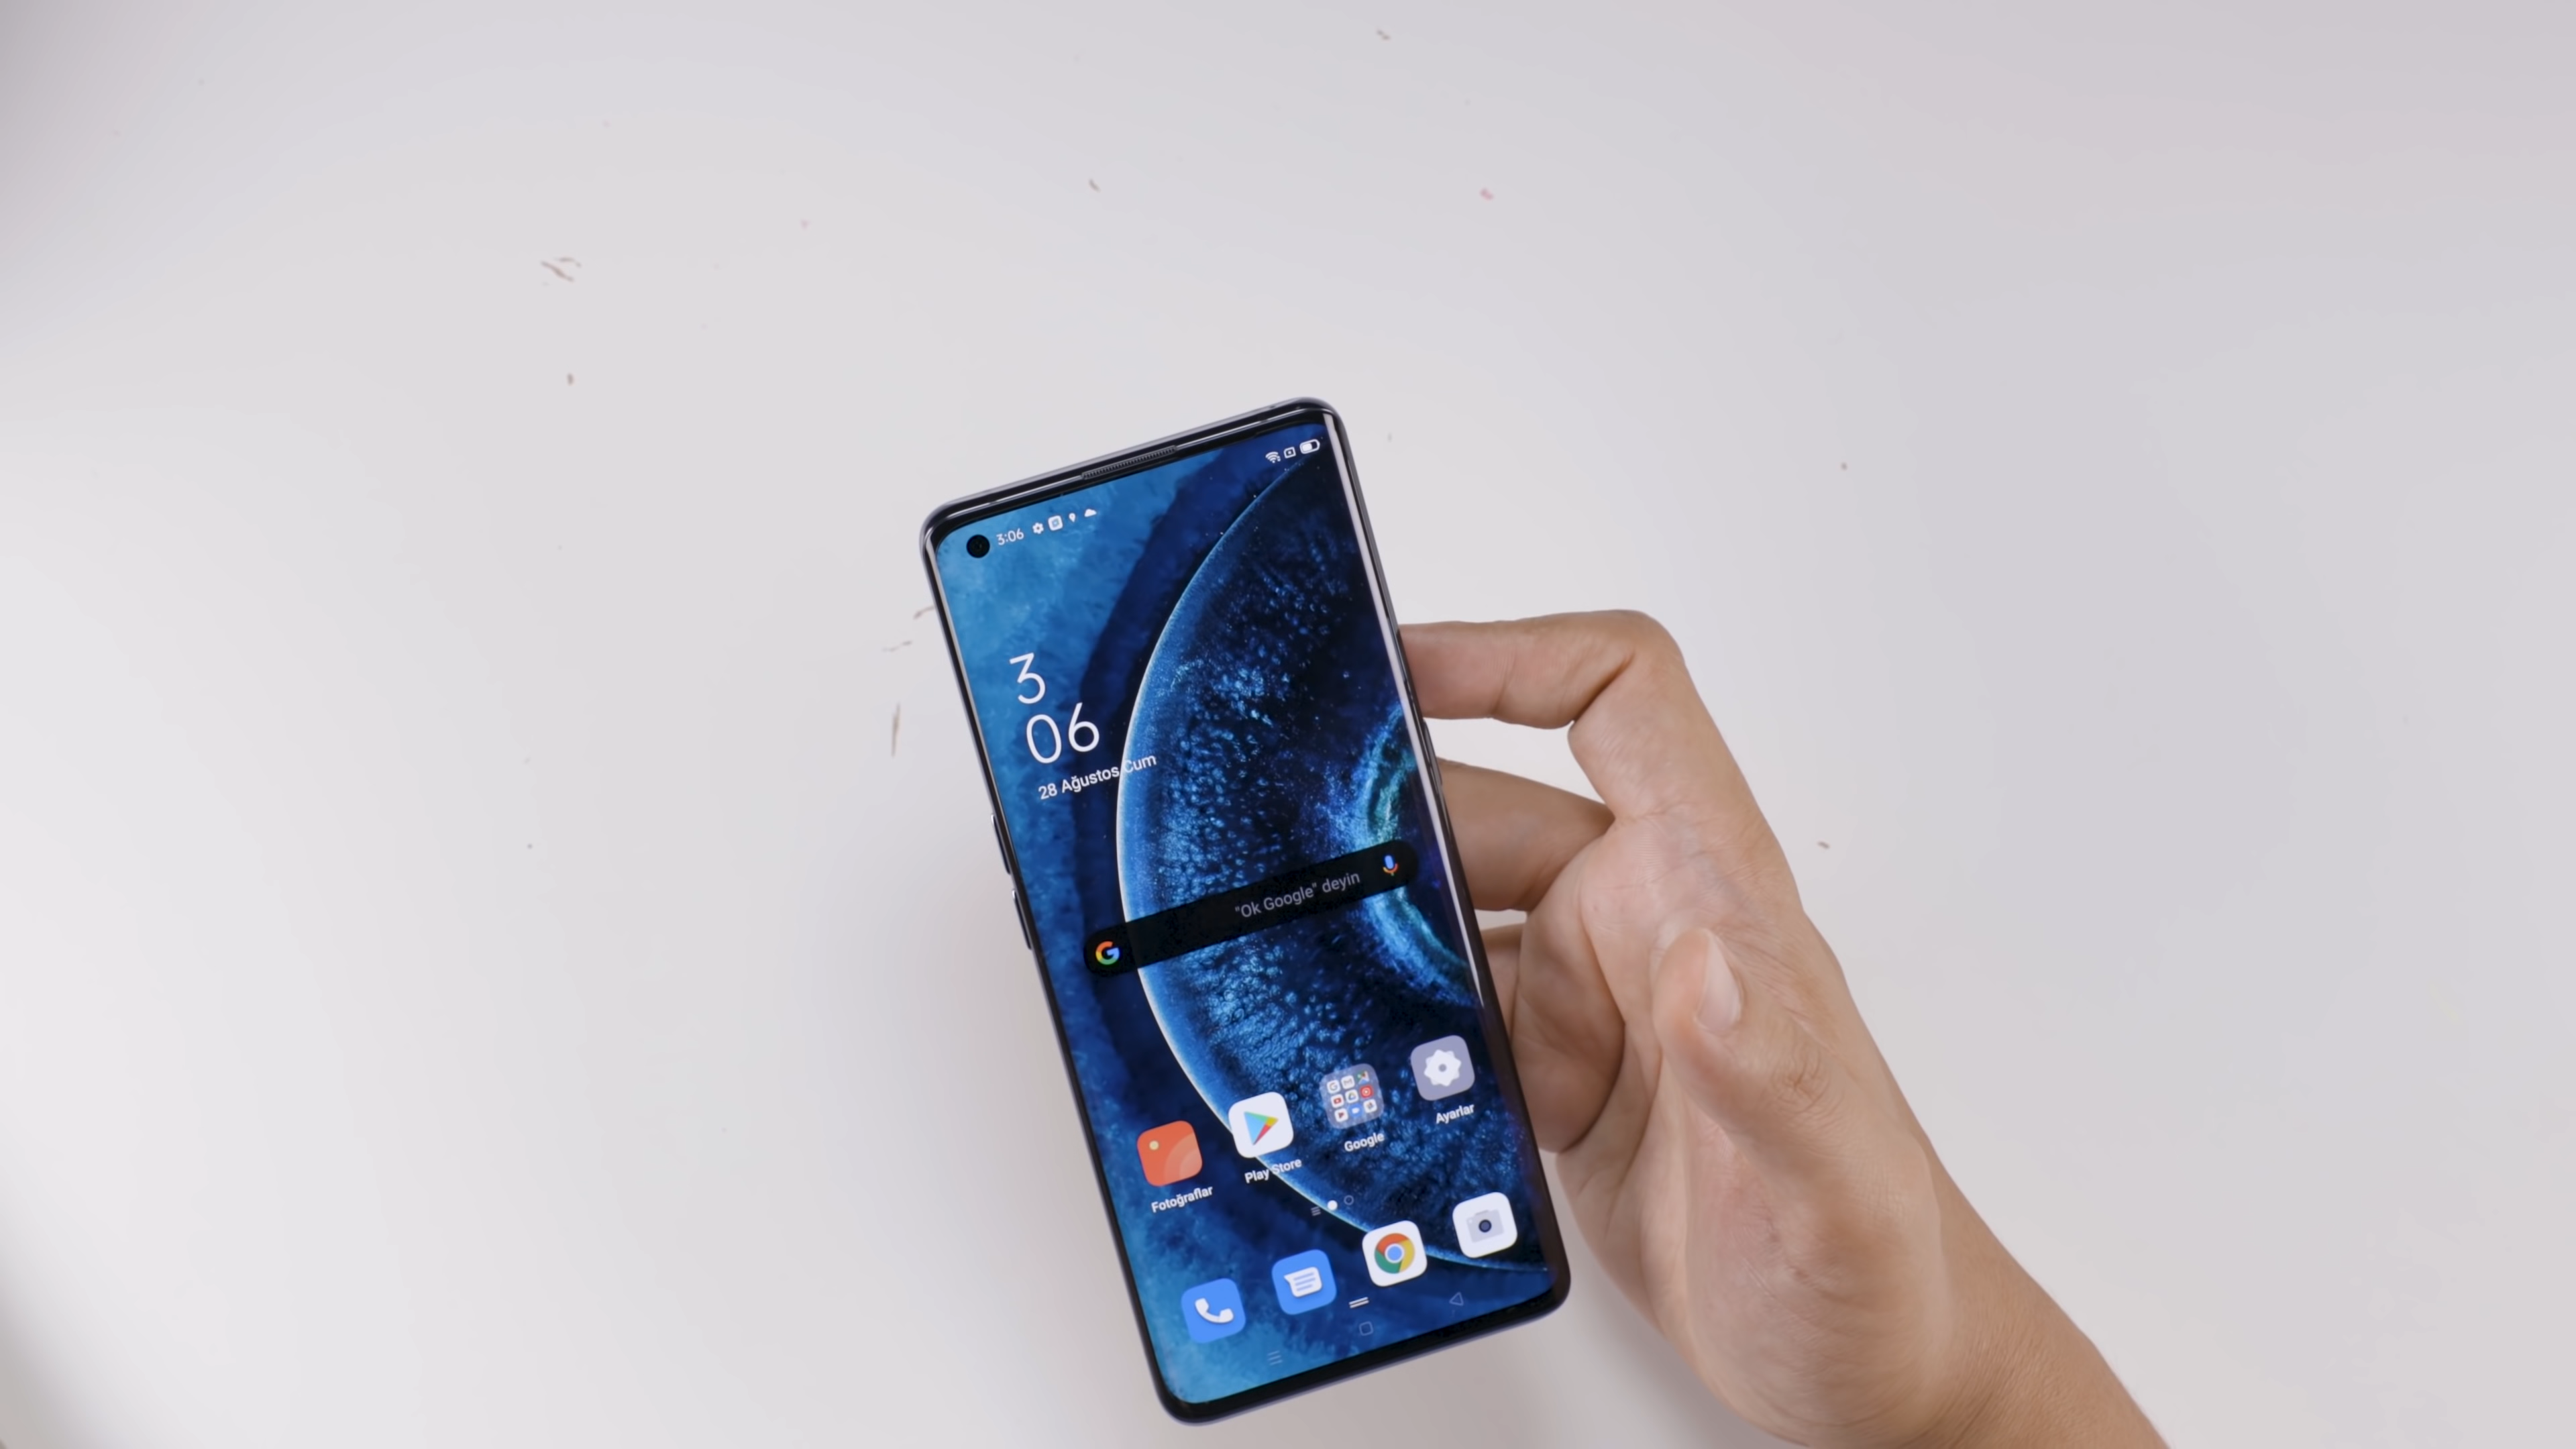 3:06
3
06
28 Ağustos Cum
"Ok Google" deyin
Fotoğraflar
Play Store
Google
Ayarlar